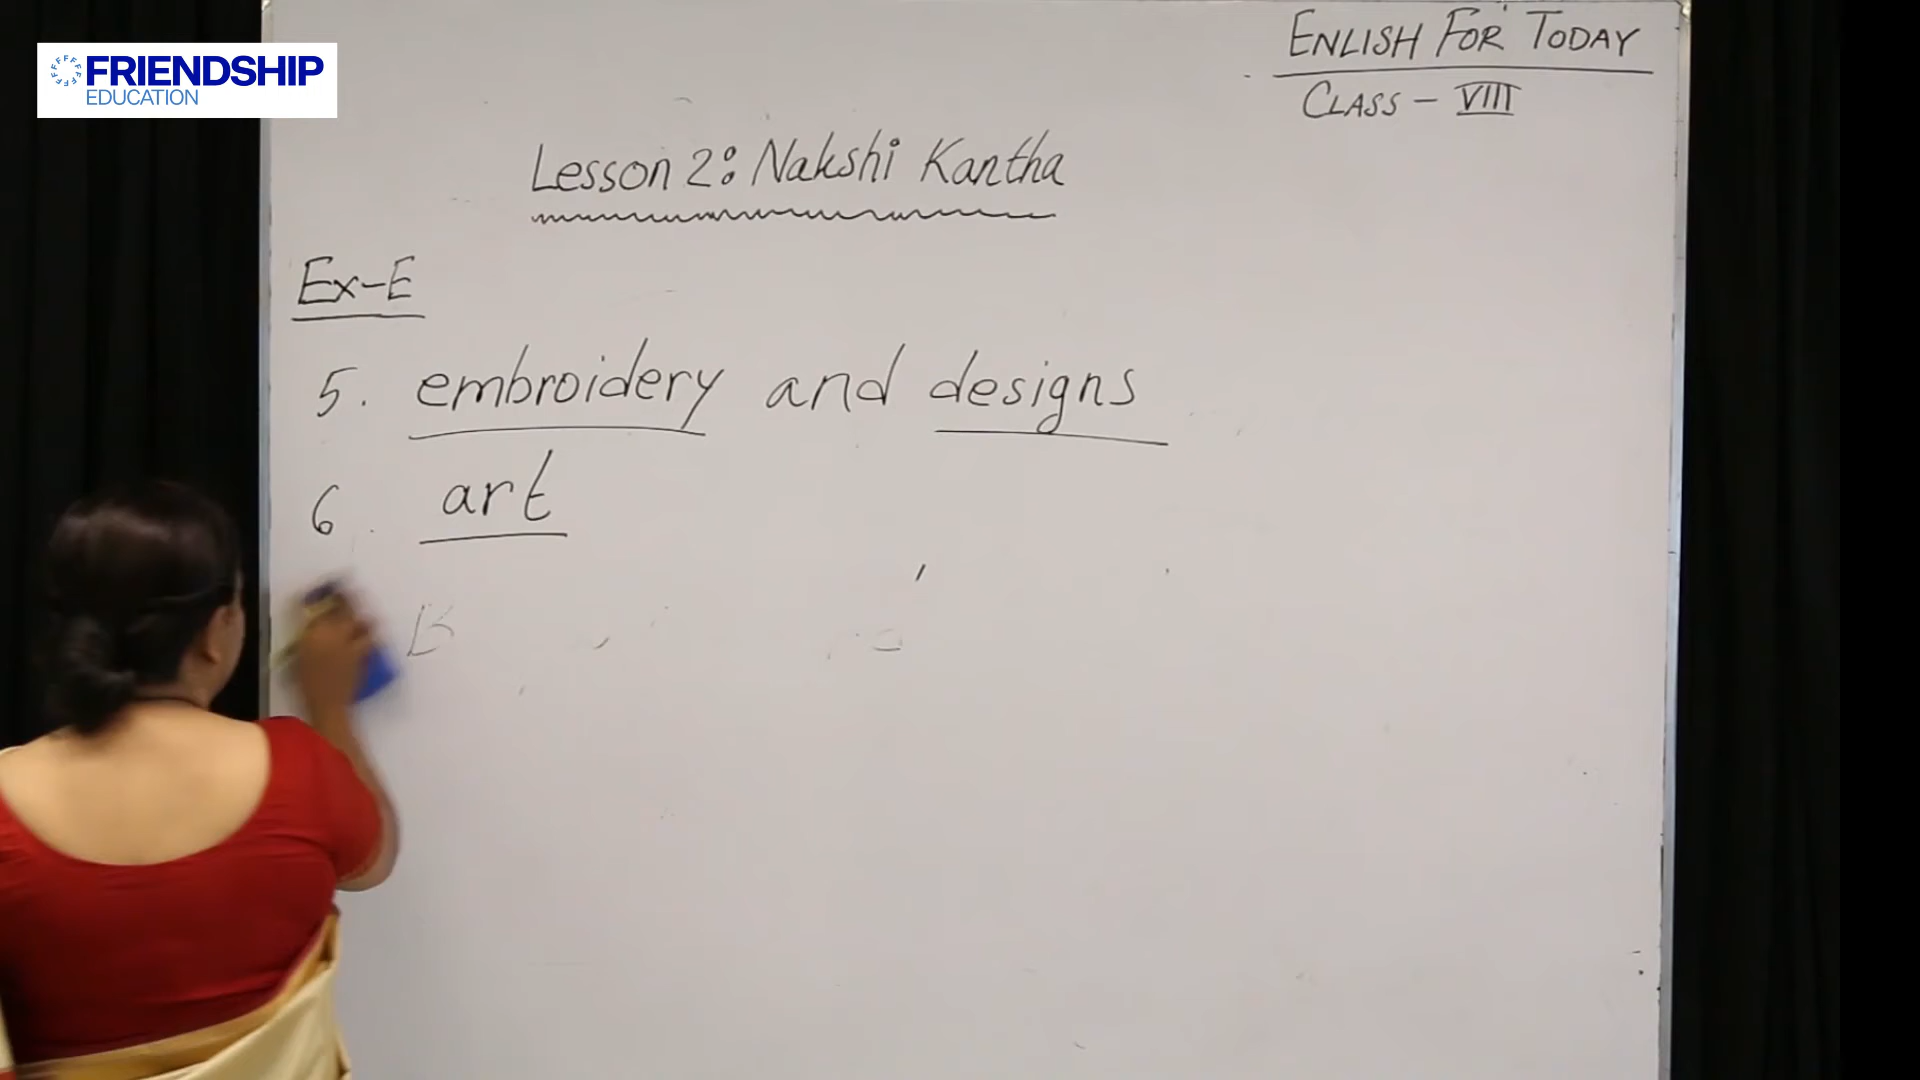 FRIENDSHIP
EDUCATION
ENLISH FOR TODAY
CLASS - VIII
Lesson 2: Nakshi Kantha
Ex-E
5. embroidery and designs
6. art